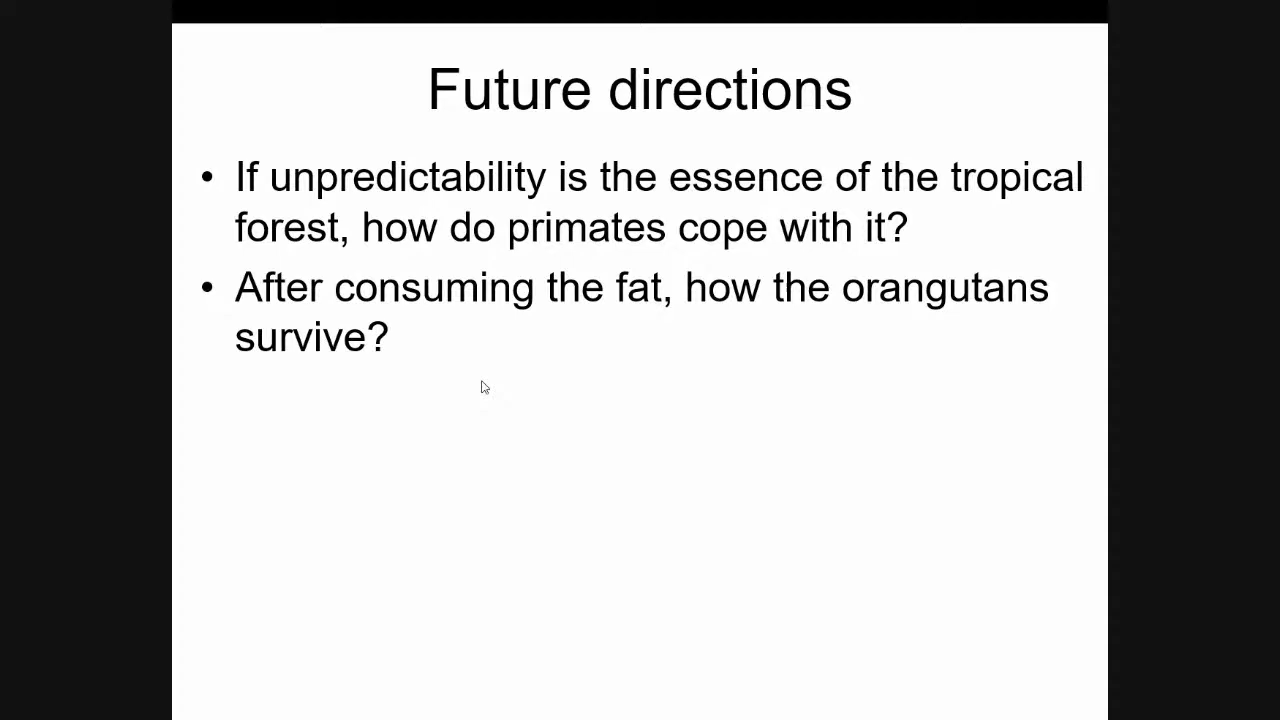 Future directions
• If unpredictability is the essence of the tropical
forest, how do primates cope with it?
• After consuming the fat, how the orangutans
survive?